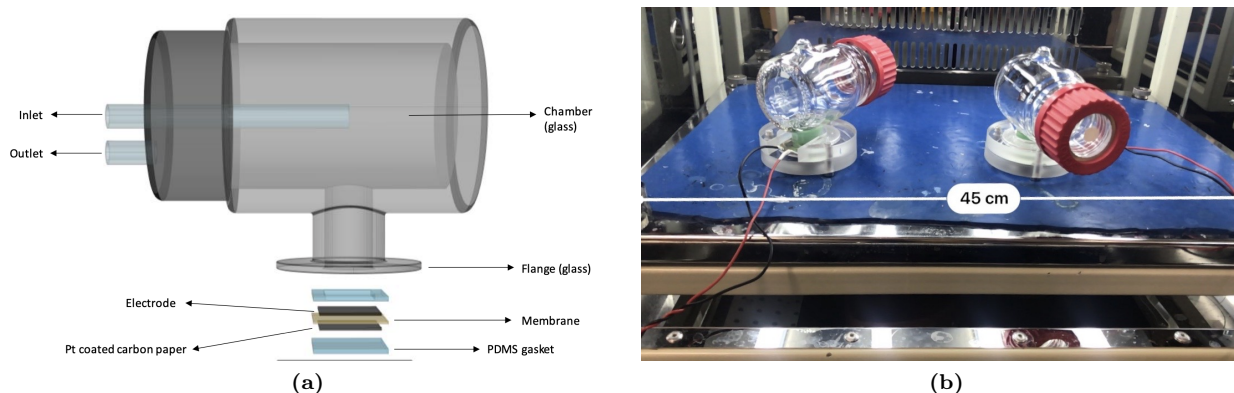 Inlet
Outlet
Chamber
(glass)
Flange (glass)
Electrode
Membrane
Pt coated carbon paper
PDMS gasket
45 cm
(a)
(b)